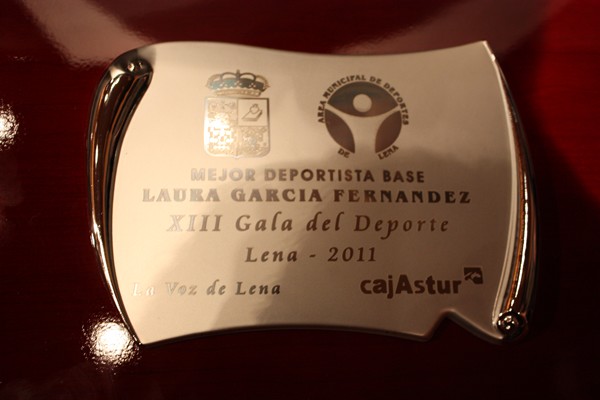 AREA MUNICIPAL DE DEPORTES
DE LENA
MEJOR DEPORTISTA BASE
LAURA GARCIA FERNANDEZ
XIII Gala del Deporte
Lena - 2011
La Voz de Lena
cajAstur